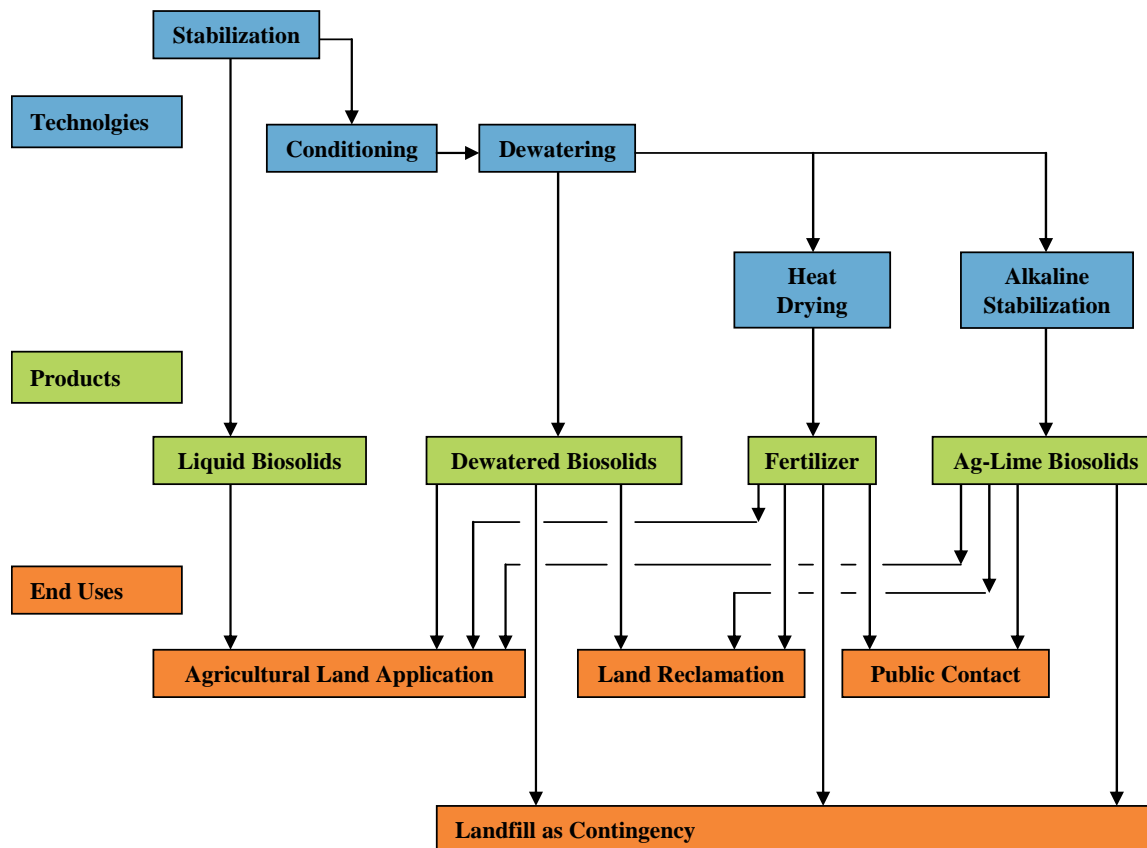 Stabilization
Technolgies
Conditioning
Dewatering
Heat
Drying
Alkaline
Stabilization
Products
Liquid Biosolids
Dewatered Biosolids
Fertilizer
Ag-Lime Biosolids
End Uses
Agricultural Land Application
Land Reclamation
Public Contact
Landfill as Contingency